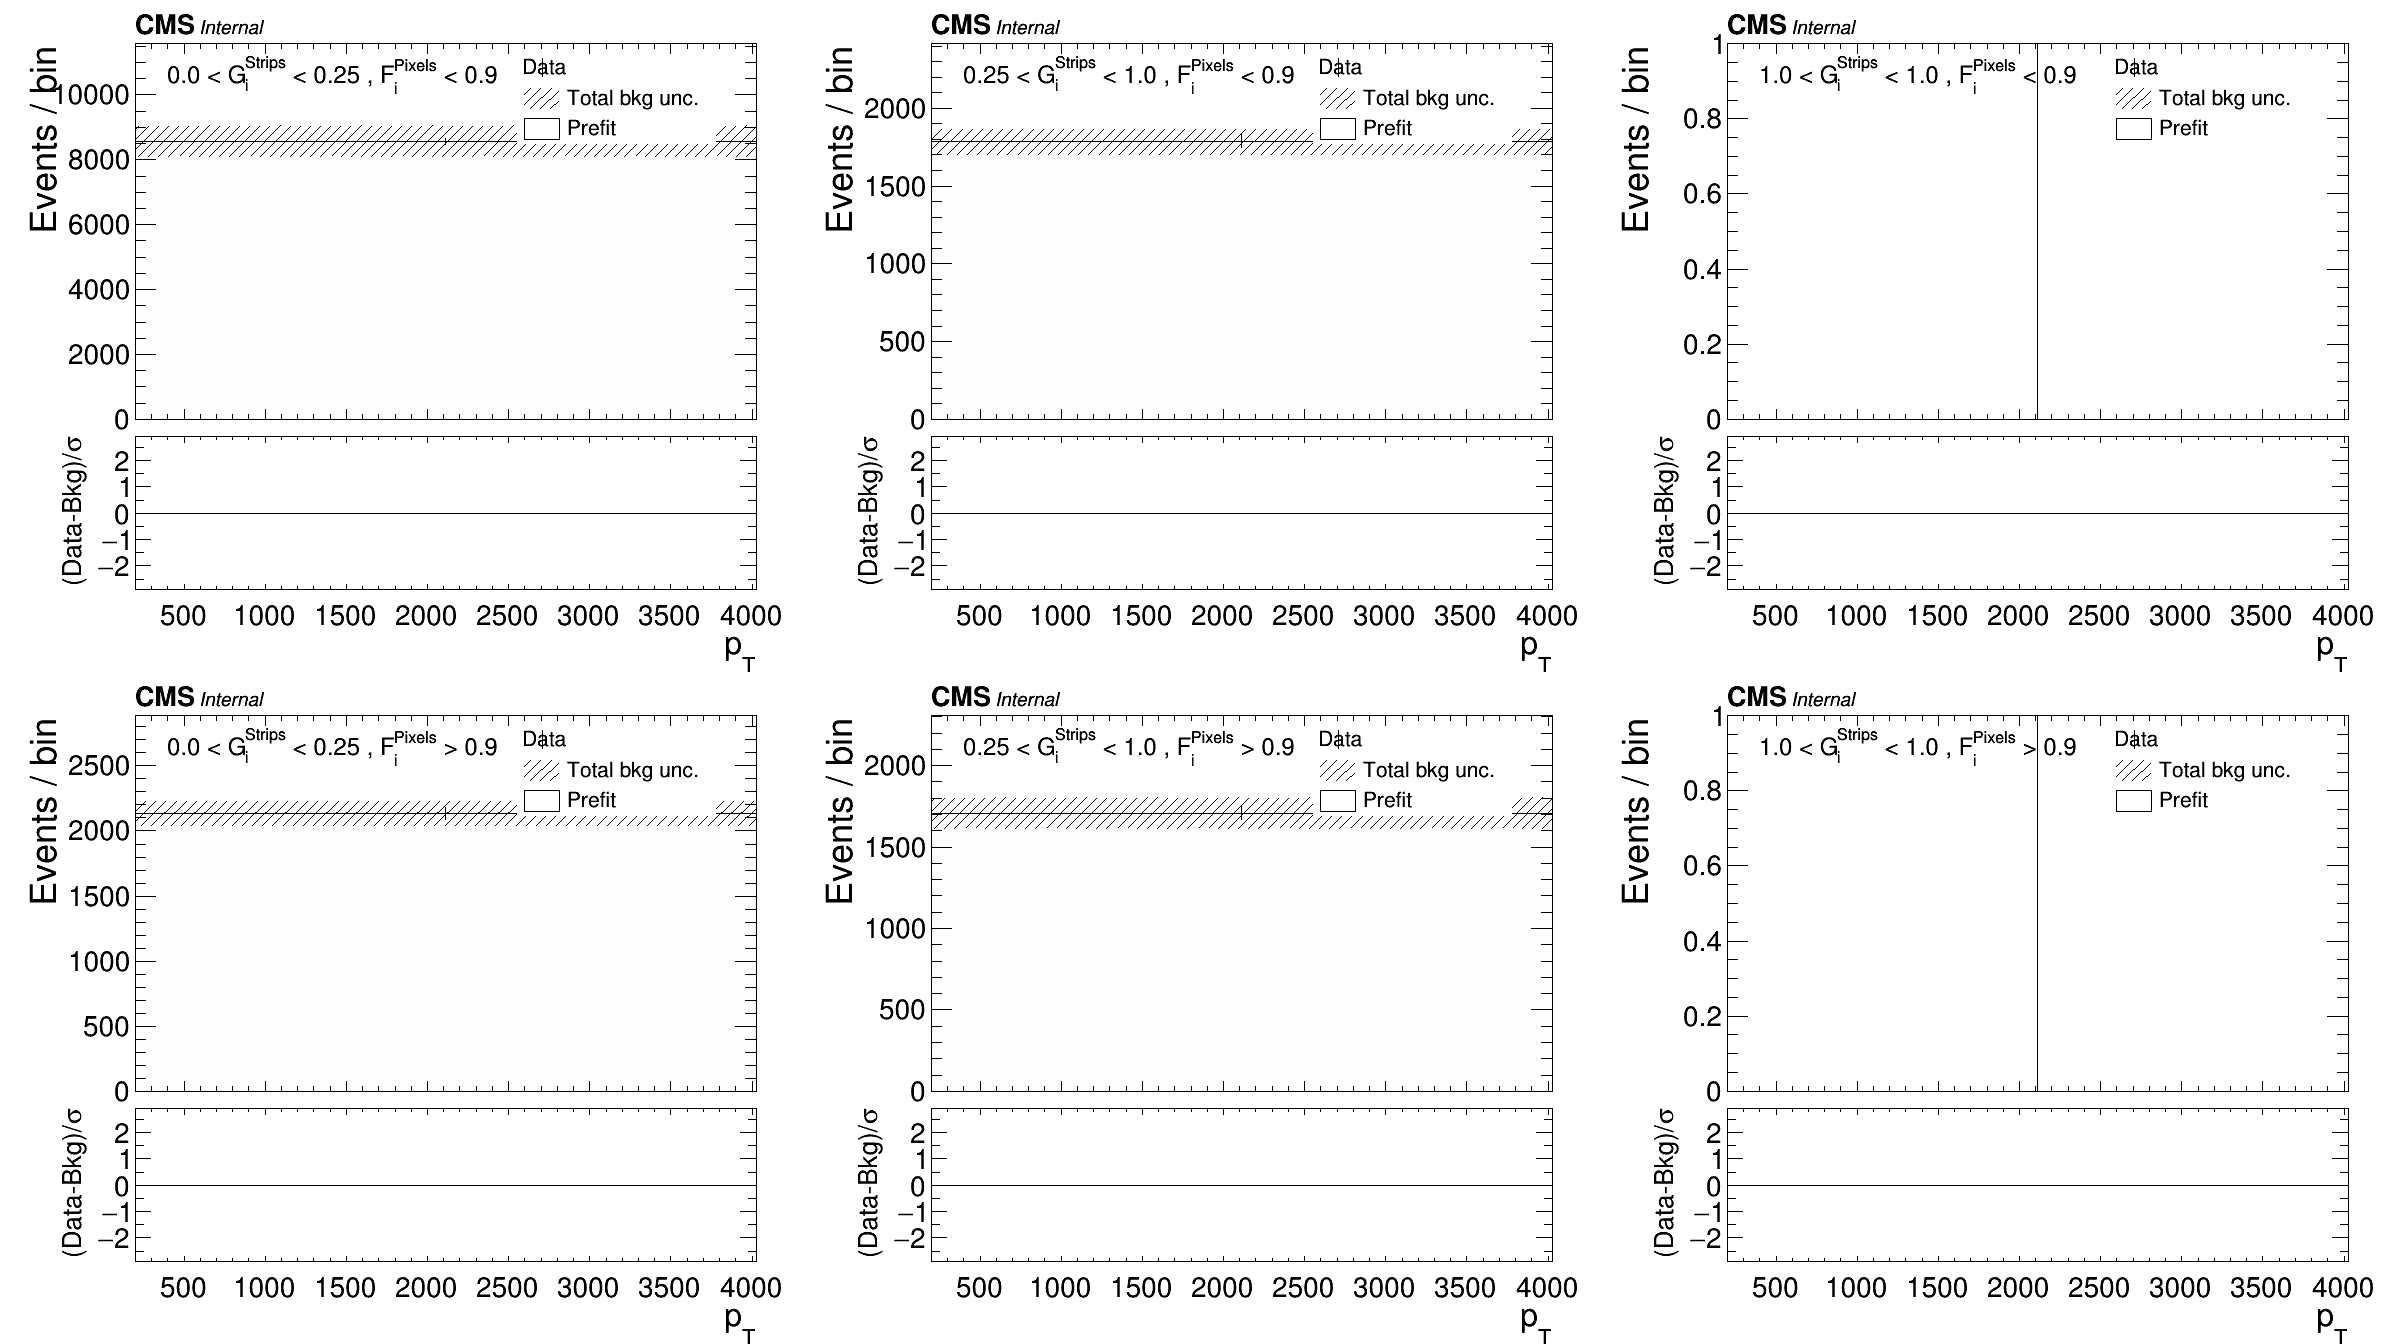 CMS Internal
Events / bin
0.0 < G_i^Strips < 0.25 , F_i^Pixels < 0.9
Data
Total bkg unc.
Prefit
10000
8000
6000
4000
2000
0
(Data-Bkg)/σ
2
1
0
−1
−2
500 1000 1500 2000 2500 3000 3500 4000
p_T
CMS Internal
Events / bin
0.25 < G_i^Strips < 1.0 , F_i^Pixels < 0.9
Data
Total bkg unc.
Prefit
2000
1500
1000
500
0
(Data-Bkg)/σ
2
1
0
−1
−2
500 1000 1500 2000 2500 3000 3500 4000
p_T
CMS Internal
Events / bin
1.0 < G_i^Strips < 1.0 , F_i^Pixels < 0.9
Data
Total bkg unc.
Prefit
1
0.8
0.6
0.4
0.2
0
(Data-Bkg)/σ
2
1
0
−1
−2
500 1000 1500 2000 2500 3000 3500 4000
p_T
CMS Internal
Events / bin
0.0 < G_i^Strips < 0.25 , F_i^Pixels > 0.9
Data
Total bkg unc.
Prefit
2500
2000
1500
1000
500
0
(Data-Bkg)/σ
2
1
0
−1
−2
500 1000 1500 2000 2500 3000 3500 4000
p_T
CMS Internal
Events / bin
0.25 < G_i^Strips < 1.0 , F_i^Pixels > 0.9
Data
Total bkg unc.
Prefit
2000
1500
1000
500
0
(Data-Bkg)/σ
2
1
0
−1
−2
500 1000 1500 2000 2500 3000 3500 4000
p_T
CMS Internal
Events / bin
1.0 < G_i^Strips < 1.0 , F_i^Pixels > 0.9
Data
Total bkg unc.
Prefit
1
0.8
0.6
0.4
0.2
0
(Data-Bkg)/σ
2
1
0
−1
−2
500 1000 1500 2000 2500 3000 3500 4000
p_T